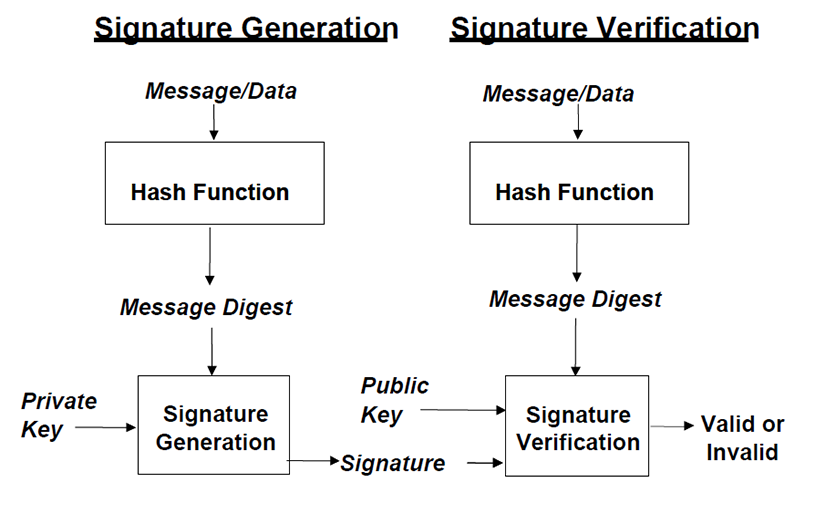 Signature Generation
Message/Data
Hash Function
Message Digest
Private
Key
Signature
Generation
Signature
Signature Verification
Message/Data
Hash Function
Message Digest
Public
Key
Signature
Verification
Valid or
Invalid